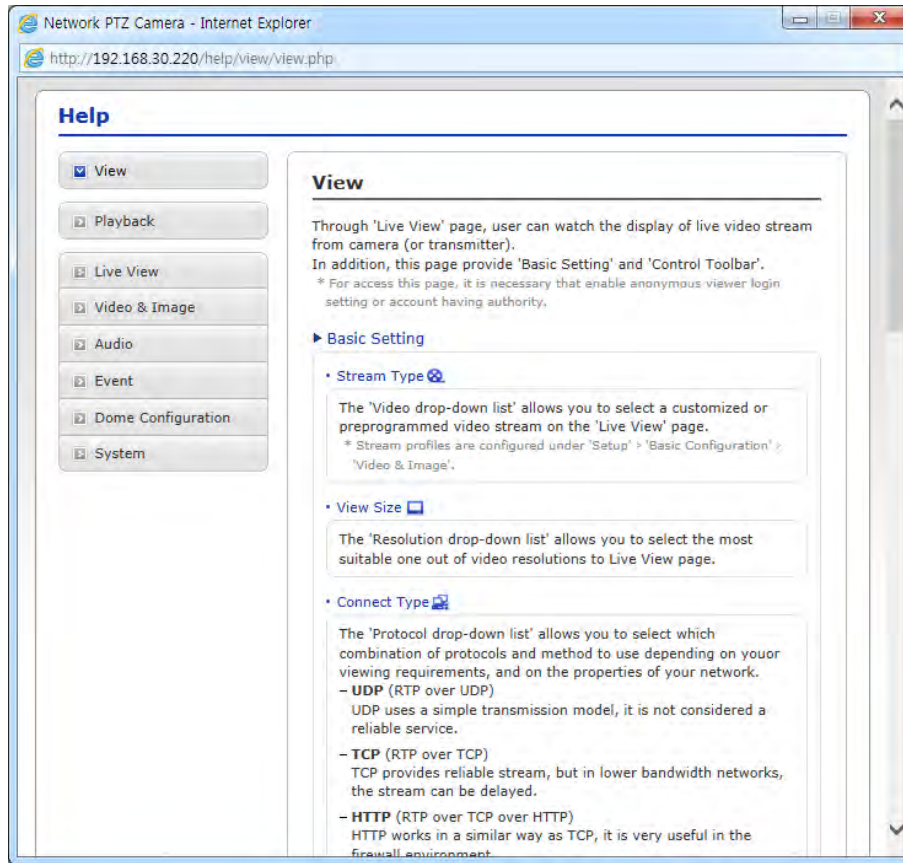 Network PTZ Camera - Internet Explorer
http://192.168.30.220/help/view/view.php
Help
View
Playback
Live View
Video & Image
Audio
Event
Dome Configuration
System
View
Through 'Live View' page, user can watch the display of live video stream
from camera (or transmitter).
In addition, this page provide 'Basic Setting' and 'Control Toolbar'.
* For access this page, it is necessary that enable anonymous viewer login
setting or account having authority.
Basic Setting
• Stream Type
The 'Video drop-down list' allows you to select a customized or
preprogrammed video stream on the 'Live View' page.
* Stream profiles are configured under 'Setup' > 'Basic Configuration' >
'Video & Image'.
• View Size
The 'Resolution drop-down list' allows you to select the most
suitable one out of video resolutions to Live View page.
• Connect Type
The 'Protocol drop-down list' allows you to select which
combination of protocols and method to use depending on youor
viewing requirements, and on the properties of your network.
– UDP (RTP over UDP)
UDP uses a simple transmission model, it is not considered a
reliable service.
– TCP (RTP over TCP)
TCP provides reliable stream, but in lower bandwidth networks,
the stream can be delayed.
– HTTP (RTP over TCP over HTTP)
HTTP works in a similar way as TCP, it is very useful in the
firewall environment.